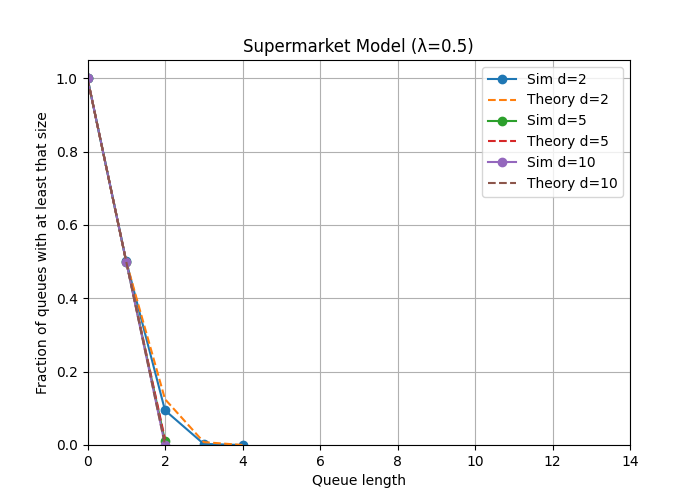 Supermarket Model (λ=0.5)
Fraction of queues with at least that size
1.0
0.8
0.6
0.4
0.2
0.0
0 2 4 6 8 10 12 14
Queue length
Sim d=2
Theory d=2
Sim d=5
Theory d=5
Sim d=10
Theory d=10